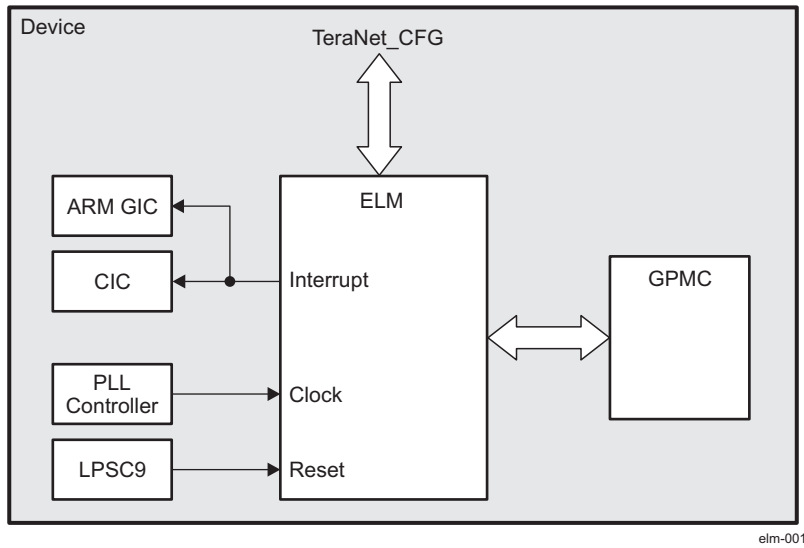 Device
TeraNet_CFG
ARM GIC
ELM
CIC
Interrupt
GPMC
PLL
Controller
Clock
LPSC9
Reset
elm-001